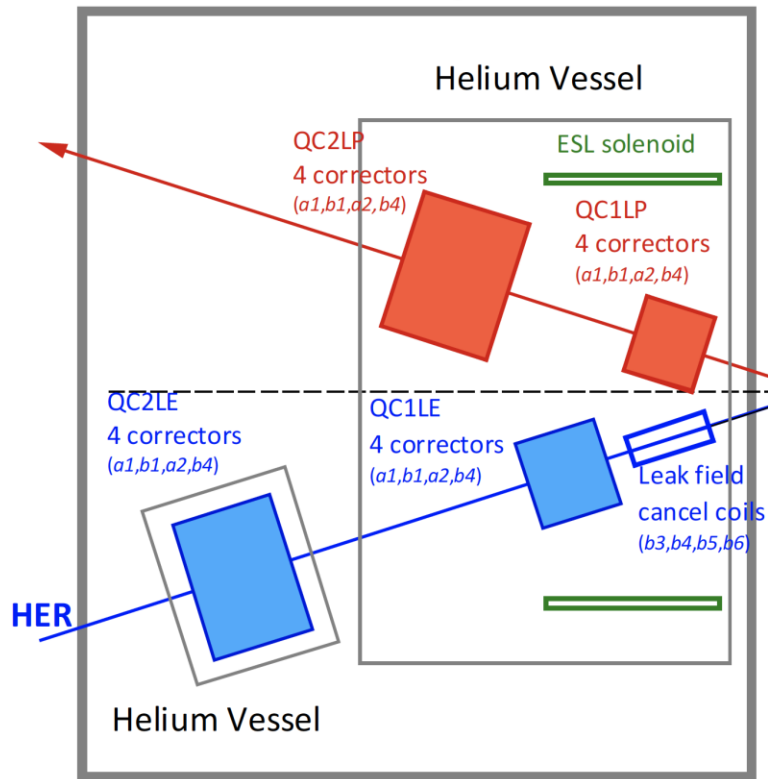 Helium Vessel
QC2LP
4 correctors
(a1,b1,a2,b4)
ESL solenoid
QC1LP
4 correctors
(a1,b1,a2,b4)
QC2LE
4 correctors
(a1,b1,a2,b4)
QC1LE
4 correctors
(a1,b1,a2,b4)
Leak field
cancel coils
(b3,b4,b5,b6)
HER
Helium Vessel